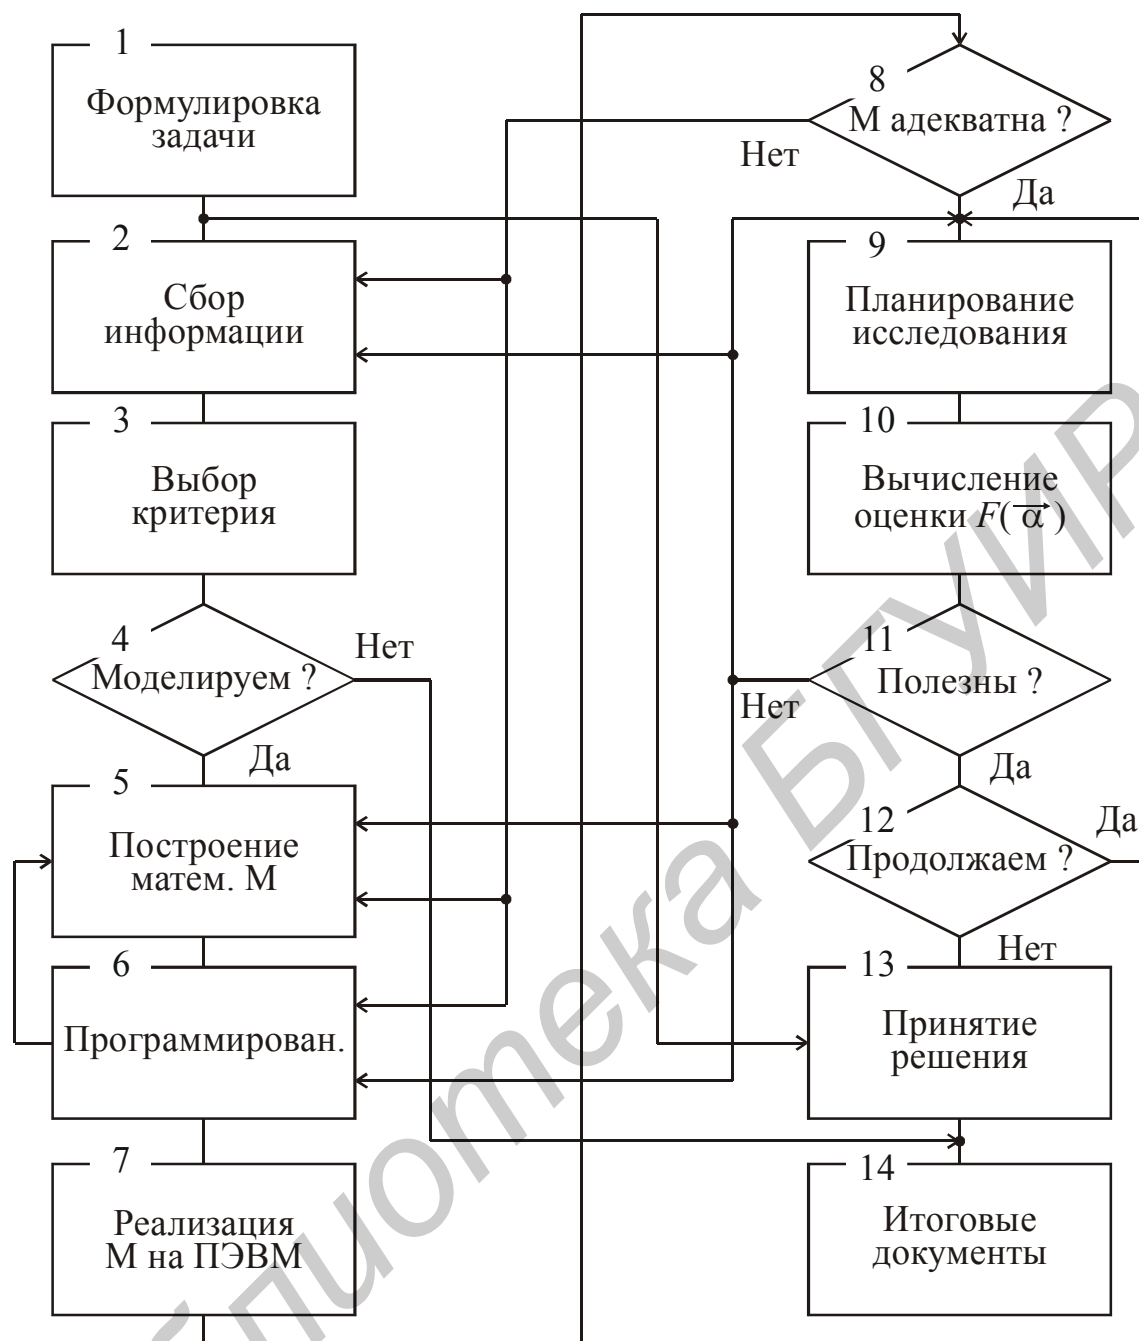 1
Формулировка
задачи
2
Сбор
информации
3
Выбор
критерия
4
Моделируем ?
Нет
Да
5
Построение
матем. М
6
Программирован.
7
Реализация
М на ПЭВМ
8
М адекватна ?
Нет
Да
9
Планирование
исследования
10
Вычисление
оценки F(α⃗)
11
Полезны ?
Нет
Да
12
Продолжаем ?
Да
Нет
13
Принятие
решения
14
Итоговые
документы
БГУИР